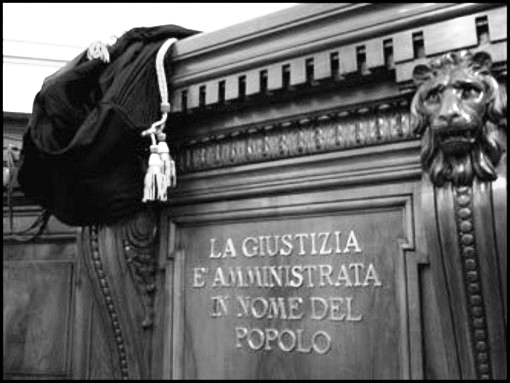 LA GIUSTIZIA
E' AMMINISTRATA
IN NOME DEL
POPOLO